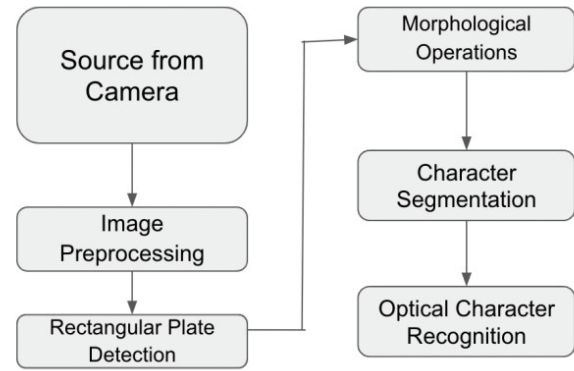 Source from
Camera
Image
Preprocessing
Rectangular Plate
Detection
Morphological
Operations
Character
Segmentation
Optical Character
Recognition